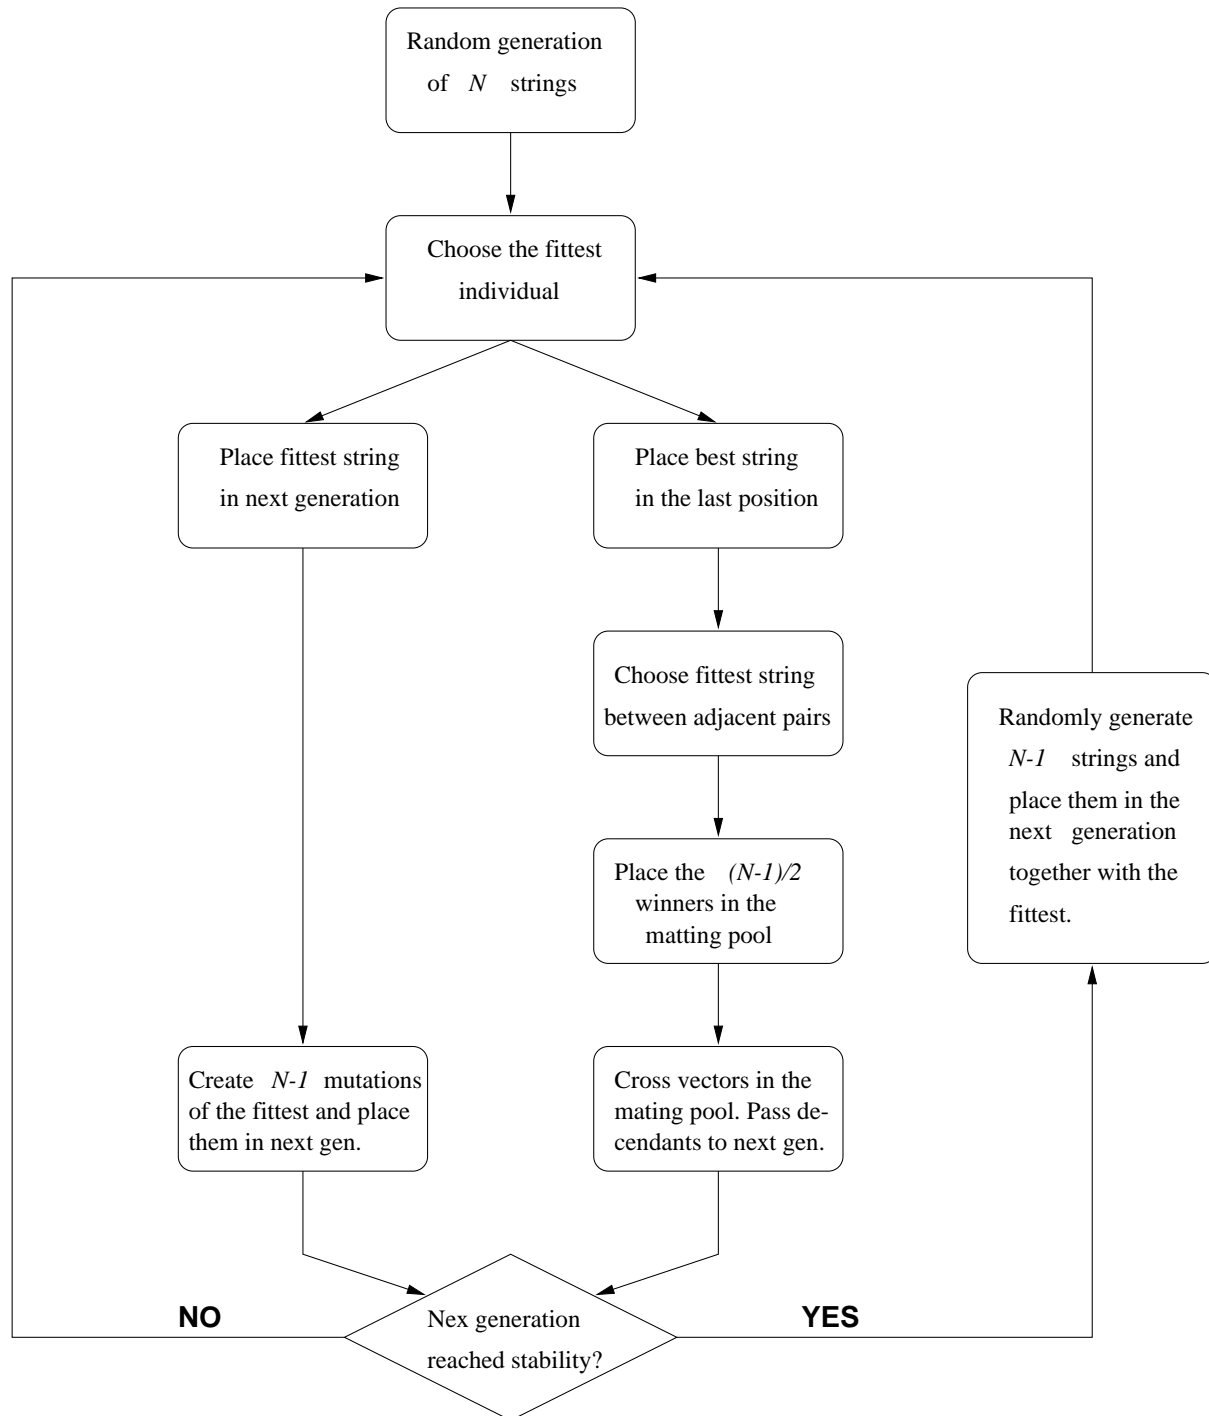 Random generation
of N strings
Choose the fittest
individual
Place fittest string
in next generation
Place best string
in the last position
Choose fittest string
between adjacent pairs
Randomly generate
N-1 strings and
place them in the
next generation
together with the
fittest.
Place the (N-1)/2
winners in the
matting pool
Create N-1 mutations
of the fittest and place
them in next gen.
Cross vectors in the
mating pool. Pass de-
cendants to next gen.
NO
YES
Nex generation
reached stability?